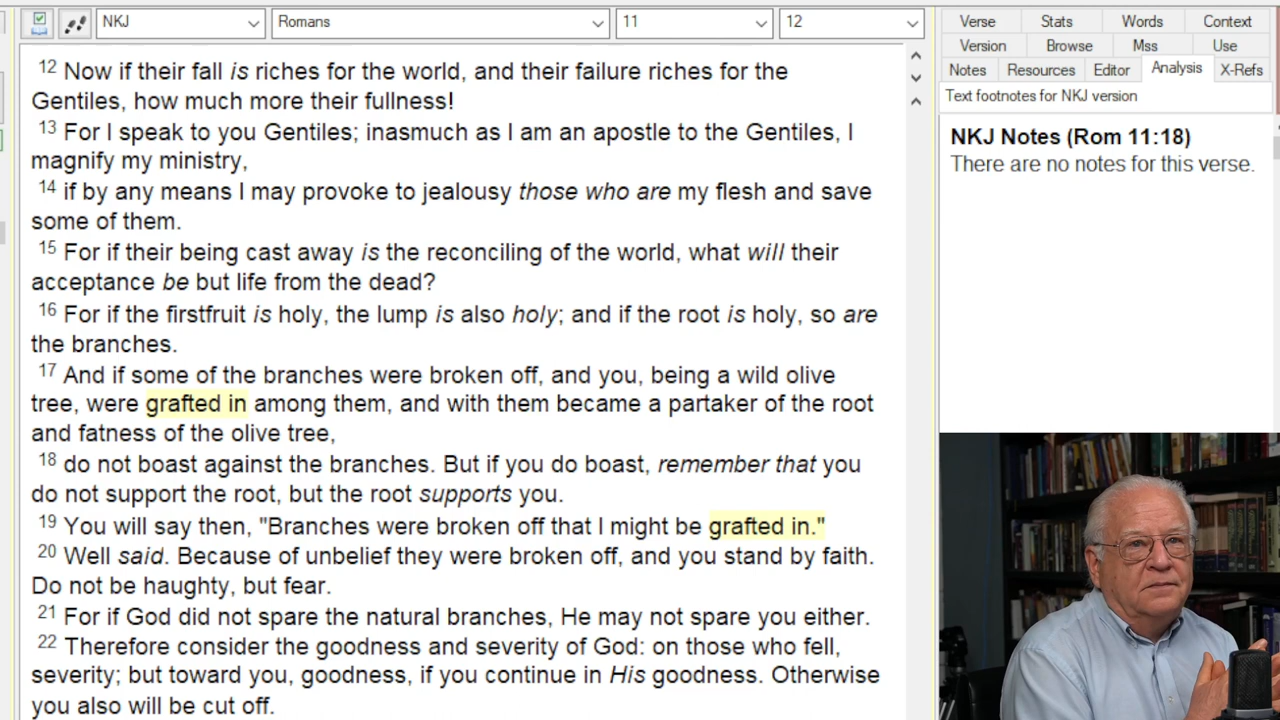 NKJ Romans 11 12
12 Now if their fall is riches for the world, and their failure riches for the
Gentiles, how much more their fullness!
13 For I speak to you Gentiles; inasmuch as I am an apostle to the Gentiles, I
magnify my ministry,
14 if by any means I may provoke to jealousy those who are my flesh and save
some of them.
15 For if their being cast away is the reconciling of the world, what will their
acceptance be but life from the dead?
16 For if the firstfruit is holy, the lump is also holy; and if the root is holy, so are
the branches.
17 And if some of the branches were broken off, and you, being a wild olive
tree, were grafted in among them, and with them became a partaker of the root
and fatness of the olive tree,
18 do not boast against the branches. But if you do boast, remember that you
do not support the root, but the root supports you.
19 You will say then, "Branches were broken off that I might be grafted in."
20 Well said. Because of unbelief they were broken off, and you stand by faith.
Do not be haughty, but fear.
21 For if God did not spare the natural branches, He may not spare you either.
22 Therefore consider the goodness and severity of God: on those who fell,
severity; but toward you, goodness, if you continue in His goodness. Otherwise
you also will be cut off.
Verse Stats Words Context
Version Browse Mss Use
Notes Resources Editor Analysis X-Refs
Text footnotes for NKJ version
NKJ Notes (Rom 11:18)
There are no notes for this verse.